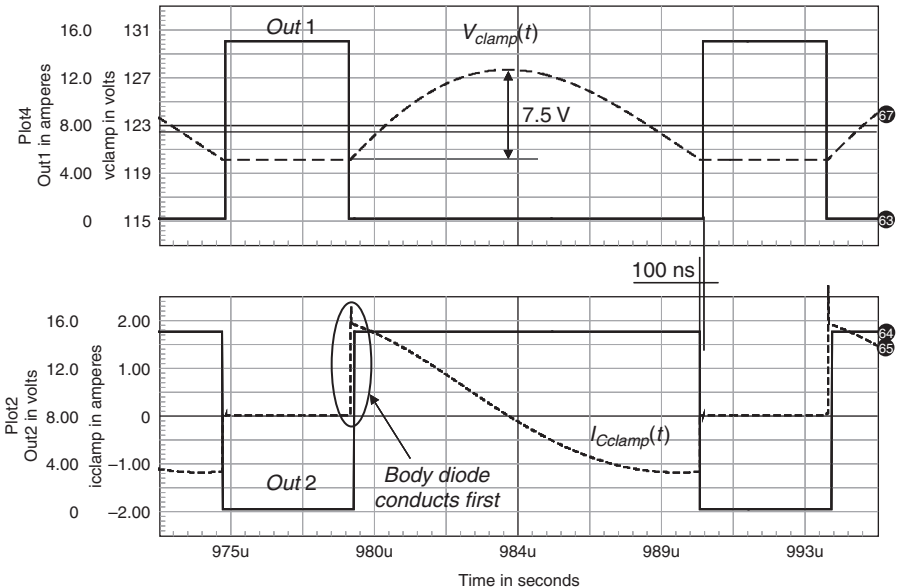 Plot4
Out1 in amperes
vclamp in volts
16.0
12.0
8.00
4.00
0
131
127
123
119
115
Out 1
Vclamp(t)
7.5 V
67
63
100 ns
Plot2
Out2 in volts
icclamp in amperes
16.0
12.0
8.00
4.00
0
2.00
1.00
0
–1.00
–2.00
Out 2
Body diode
conducts first
ICclamp(t)
64
65
975u
980u
984u
989u
993u
Time in seconds